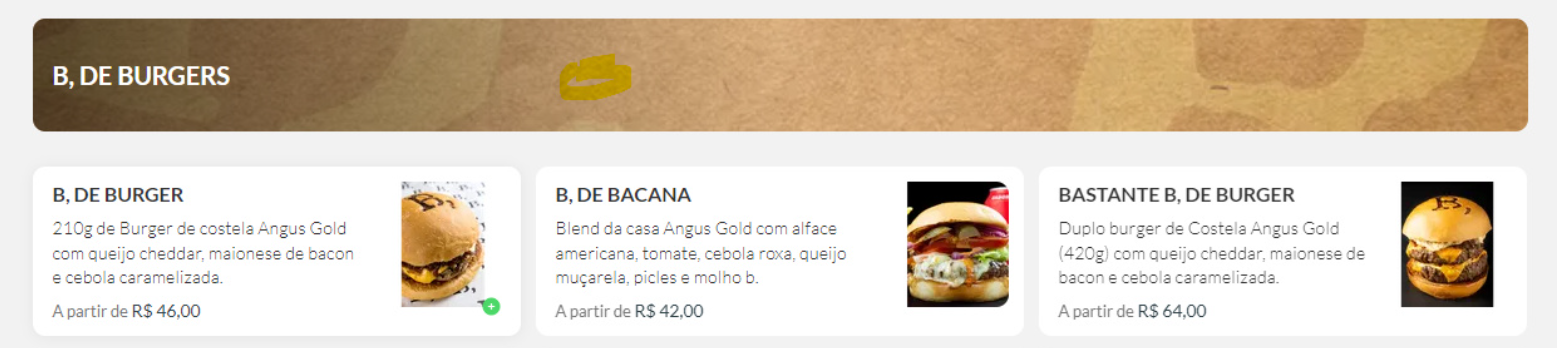 B, DE BURGERS
B, DE BURGER
210g de Burger de costela Angus Gold
com queijo cheddar, maionese de bacon
e cebola caramelizada.
A partir de R$ 46,00
B, DE BACANA
Blend da casa Angus Gold com alface
americana, tomate, cebola roxa, queijo
muçarela, picles e molho b.
A partir de R$ 42,00
BASTANTE B, DE BURGER
Duplo burger de Costela Angus Gold
(420g) com queijo cheddar, maionese de
bacon e cebola caramelizada.
A partir de R$ 64,00